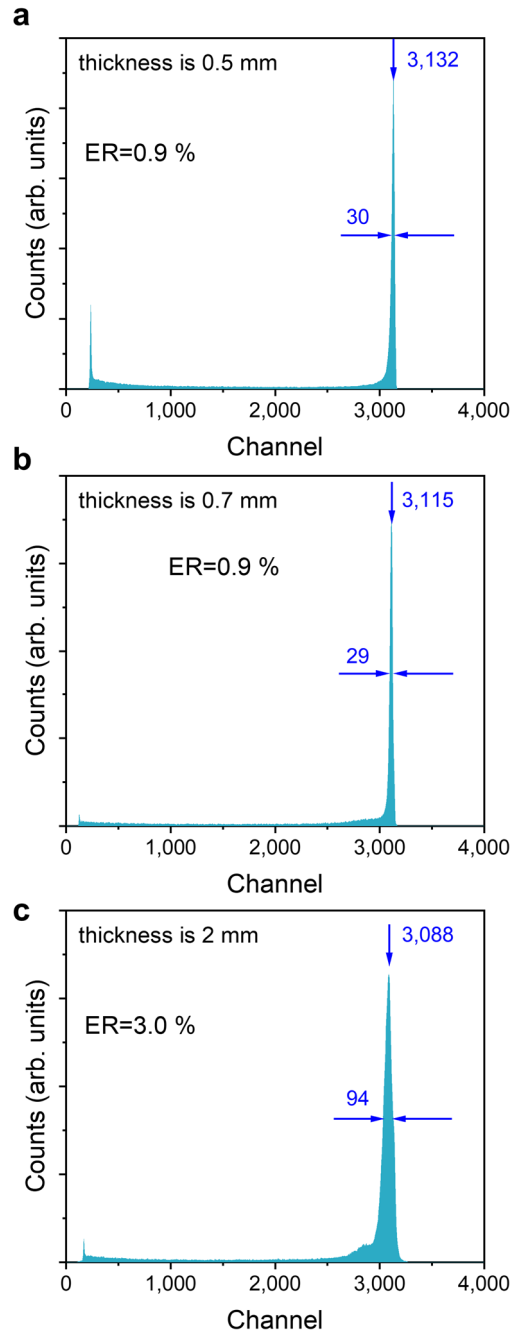 a
thickness is 0.5 mm
3,132
ER=0.9 %
30
Counts (arb. units)
0 1,000 2,000 3,000 4,000
Channel
b
thickness is 0.7 mm
3,115
ER=0.9 %
29
Counts (arb. units)
0 1,000 2,000 3,000 4,000
Channel
c
thickness is 2 mm
3,088
ER=3.0 %
94
Counts (arb. units)
0 1,000 2,000 3,000 4,000
Channel